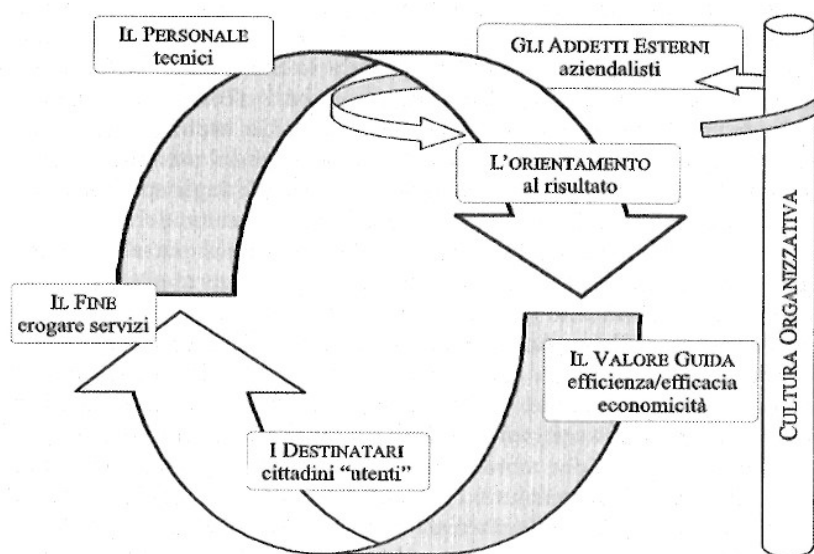 IL PERSONALE
tecnici
GLI ADDETTI ESTERNI
aziendalisti
L'ORIENTAMENTO
al risultato
IL FINE
erogare servizi
IL VALORE GUIDA
efficienza/efficacia
economicità
I DESTINATARI
cittadini "utenti"
CULTURA ORGANIZZATIVA